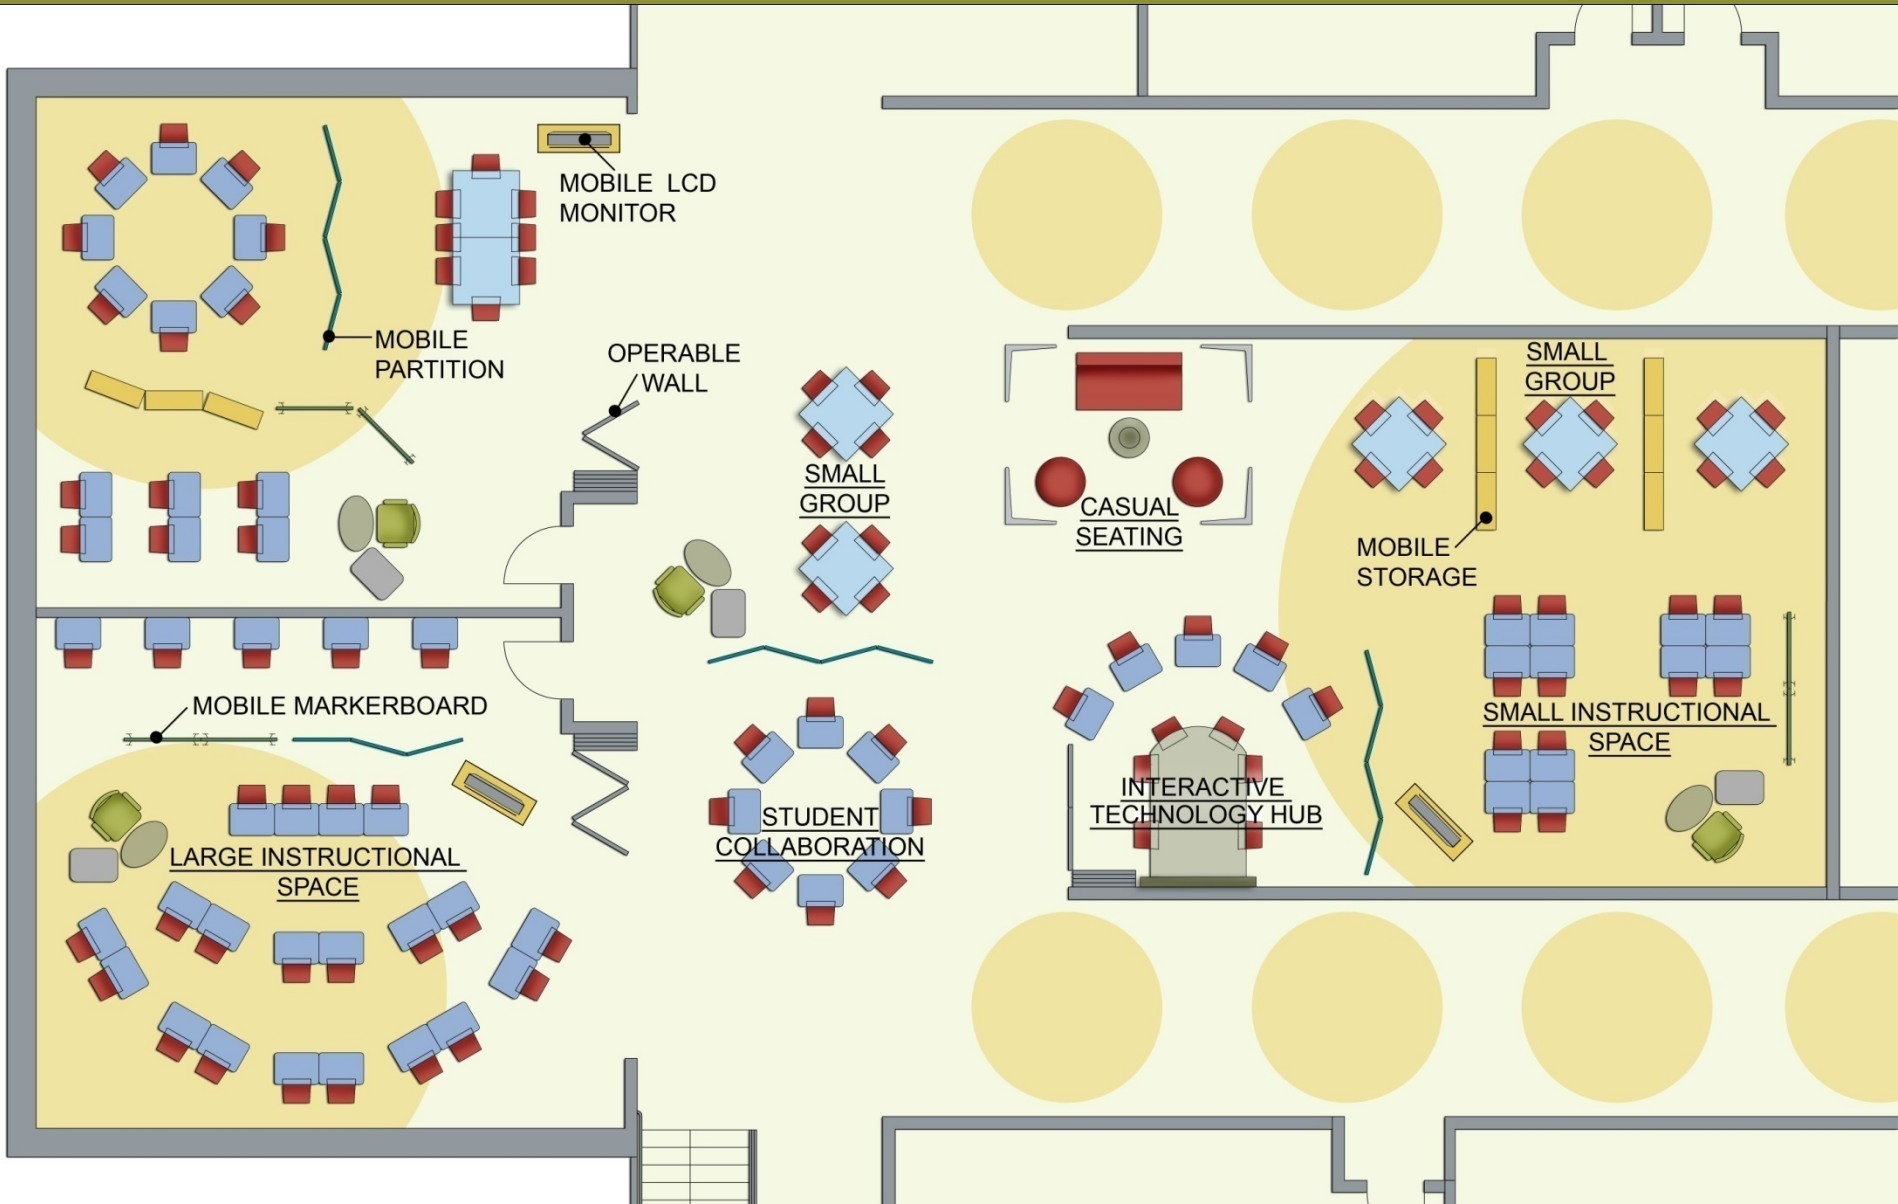 MOBILE LCD
MONITOR
MOBILE
PARTITION
OPERABLE
WALL
SMALL
GROUP
SMALL
GROUP
CASUAL
SEATING
MOBILE
STORAGE
MOBILE MARKERBOARD
SMALL INSTRUCTIONAL
SPACE
INTERACTIVE
TECHNOLOGY HUB
STUDENT
COLLABORATION
LARGE INSTRUCTIONAL
SPACE